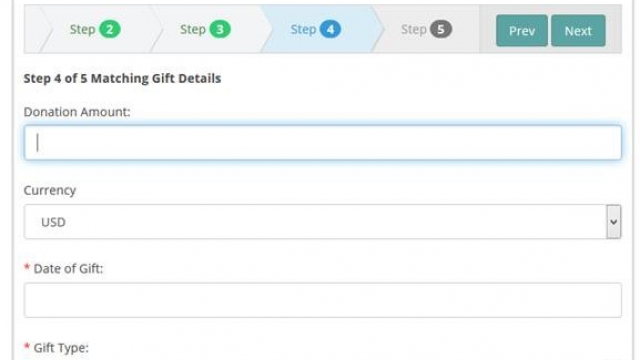 Step 2 Step 3 Step 4 Step 5 Prev Next
Step 4 of 5 Matching Gift Details
Donation Amount:
Currency
USD
* Date of Gift:
* Gift Type: